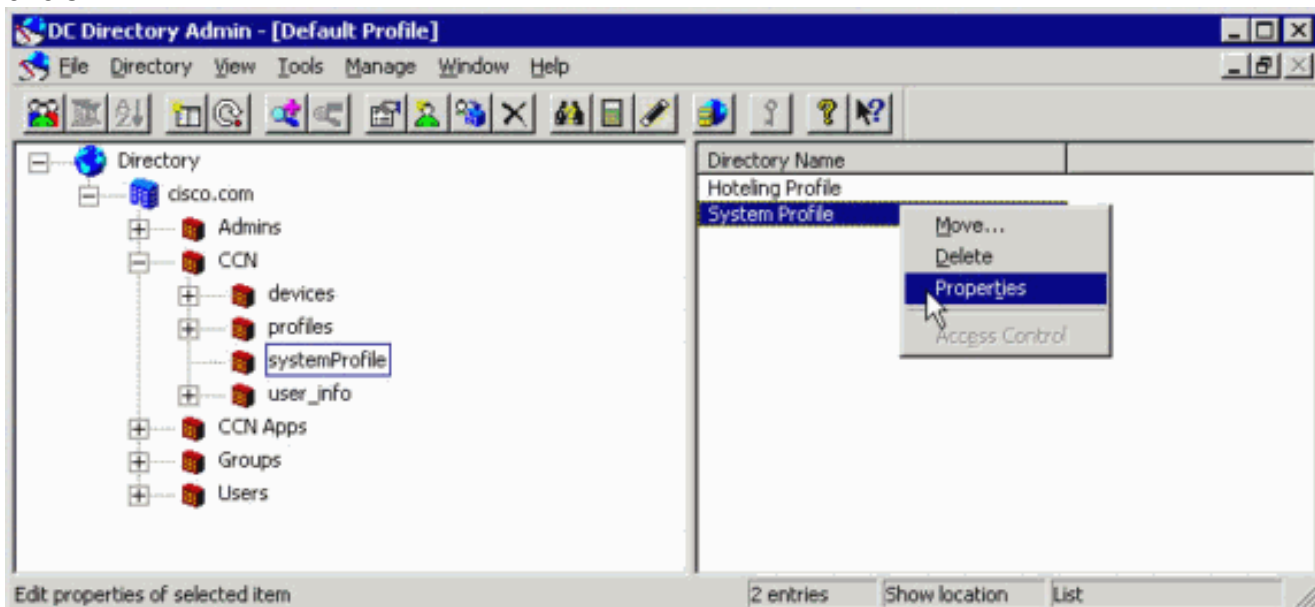 DC Directory Admin - [Default Profile]
File Directory View Tools Manage Window Help
Directory
cisco.com
Admins
CCN
devices
profiles
systemProfile
user_info
CCN Apps
Groups
Users
Directory Name
Hoteling Profile
System Profile
Move...
Delete
Properties
Access Control
Edit properties of selected item
2 entries
Show location
List